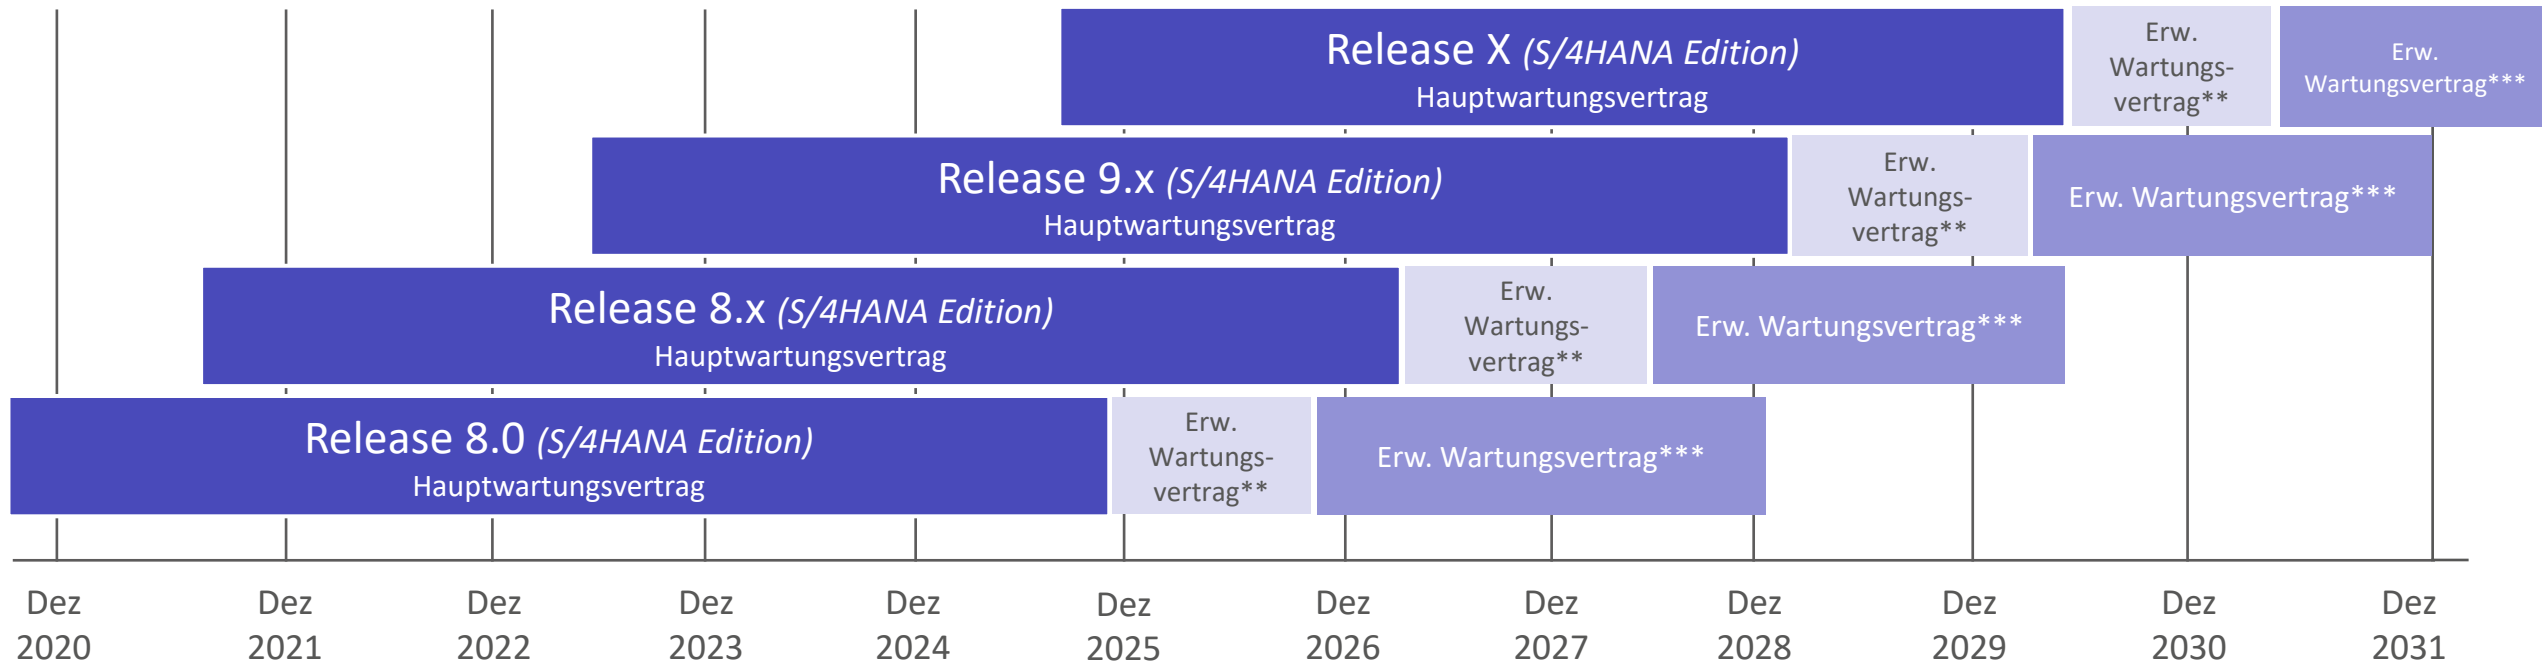 Release X (S/4HANA Edition)
Hauptwartungsvertrag
Erw.
Wartungs-
vertrag**
Erw.
Wartungsvertrag***
Release 9.x (S/4HANA Edition)
Hauptwartungsvertrag
Erw.
Wartungs-
vertrag**
Erw. Wartungsvertrag***
Release 8.x (S/4HANA Edition)
Hauptwartungsvertrag
Erw.
Wartungs-
vertrag**
Erw. Wartungsvertrag***
Release 8.0 (S/4HANA Edition)
Hauptwartungsvertrag
Erw.
Wartungs-
vertrag**
Erw. Wartungsvertrag***
Dez
2020
Dez
2021
Dez
2022
Dez
2023
Dez
2024
Dez
2025
Dez
2026
Dez
2027
Dez
2028
Dez
2029
Dez
2030
Dez
2031